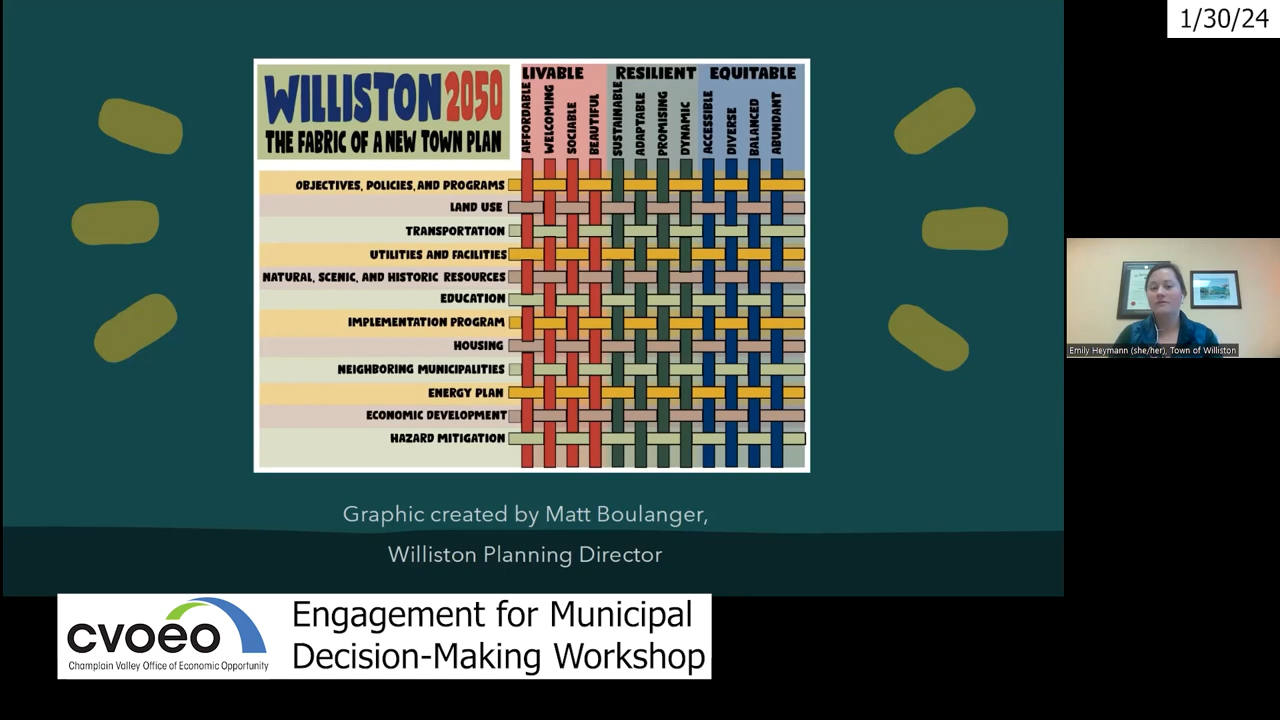 1/30/24
WILLISTON 2050
THE FABRIC OF A NEW TOWN PLAN
LIVABLE
RESILIENT
EQUITABLE
AFFORDABLE
WELCOMING
SOCIABLE
BEAUTIFUL
SUSTAINABLE
ADAPTABLE
PROMISING
DYNAMIC
ACCESSIBLE
DIVERSE
BALANCED
ABUNDANT
OBJECTIVES, POLICIES, AND PROGRAMS
LAND USE
TRANSPORTATION
UTILITIES AND FACILITIES
NATURAL, SCENIC, AND HISTORIC RESOURCES
EDUCATION
IMPLEMENTATION PROGRAM
HOUSING
NEIGHBORING MUNICIPALITIES
ENERGY PLAN
ECONOMIC DEVELOPMENT
HAZARD MITIGATION
Graphic created by Matt Boulanger,
Williston Planning Director
Emily Heymann (she/her), Town of Williston
cvoeo
Champlain Valley Office of Economic Opportunity
Engagement for Municipal
Decision-Making Workshop